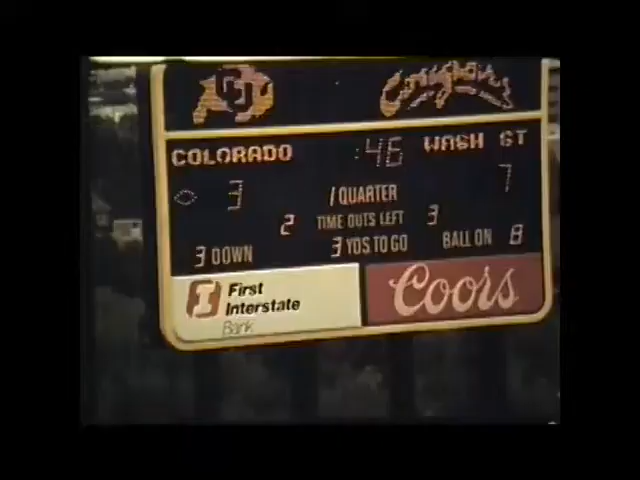 CU Cougars
COLORADO :46 WASH ST
3 1 QUARTER 7
2 TIME OUTS LEFT 3
3 DOWN 3 YDS TO GO BALL ON 8
First
Interstate
Bank
Coors